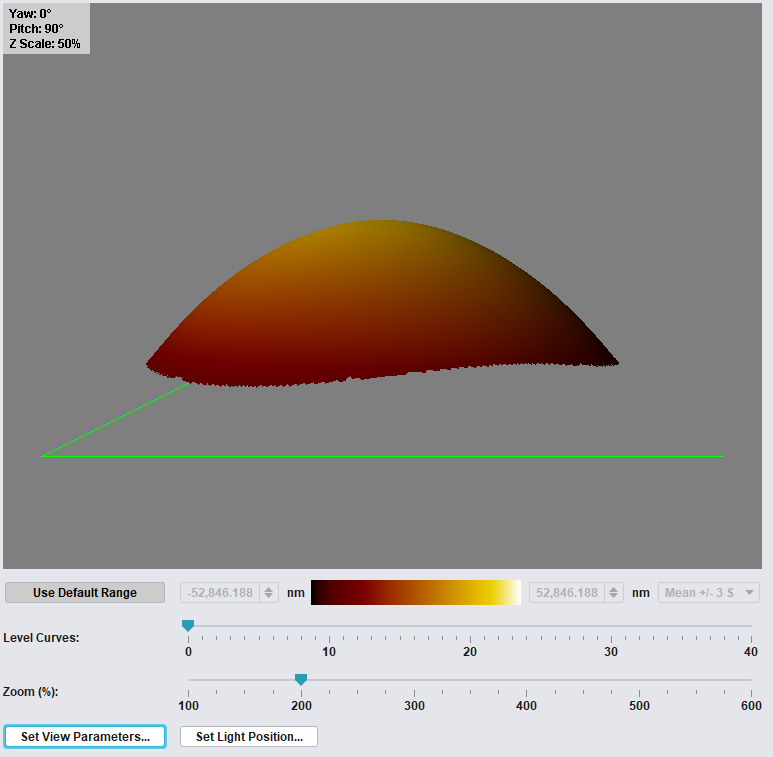 Yaw: 0°
Pitch: 90°
Z Scale: 50%
Use Default Range -52,846.188 nm 52,846.188 nm Mean +/- 3 S
Level Curves:
0 10 20 30 40
Zoom (%):
100 200 300 400 500 600
Set View Parameters... Set Light Position...